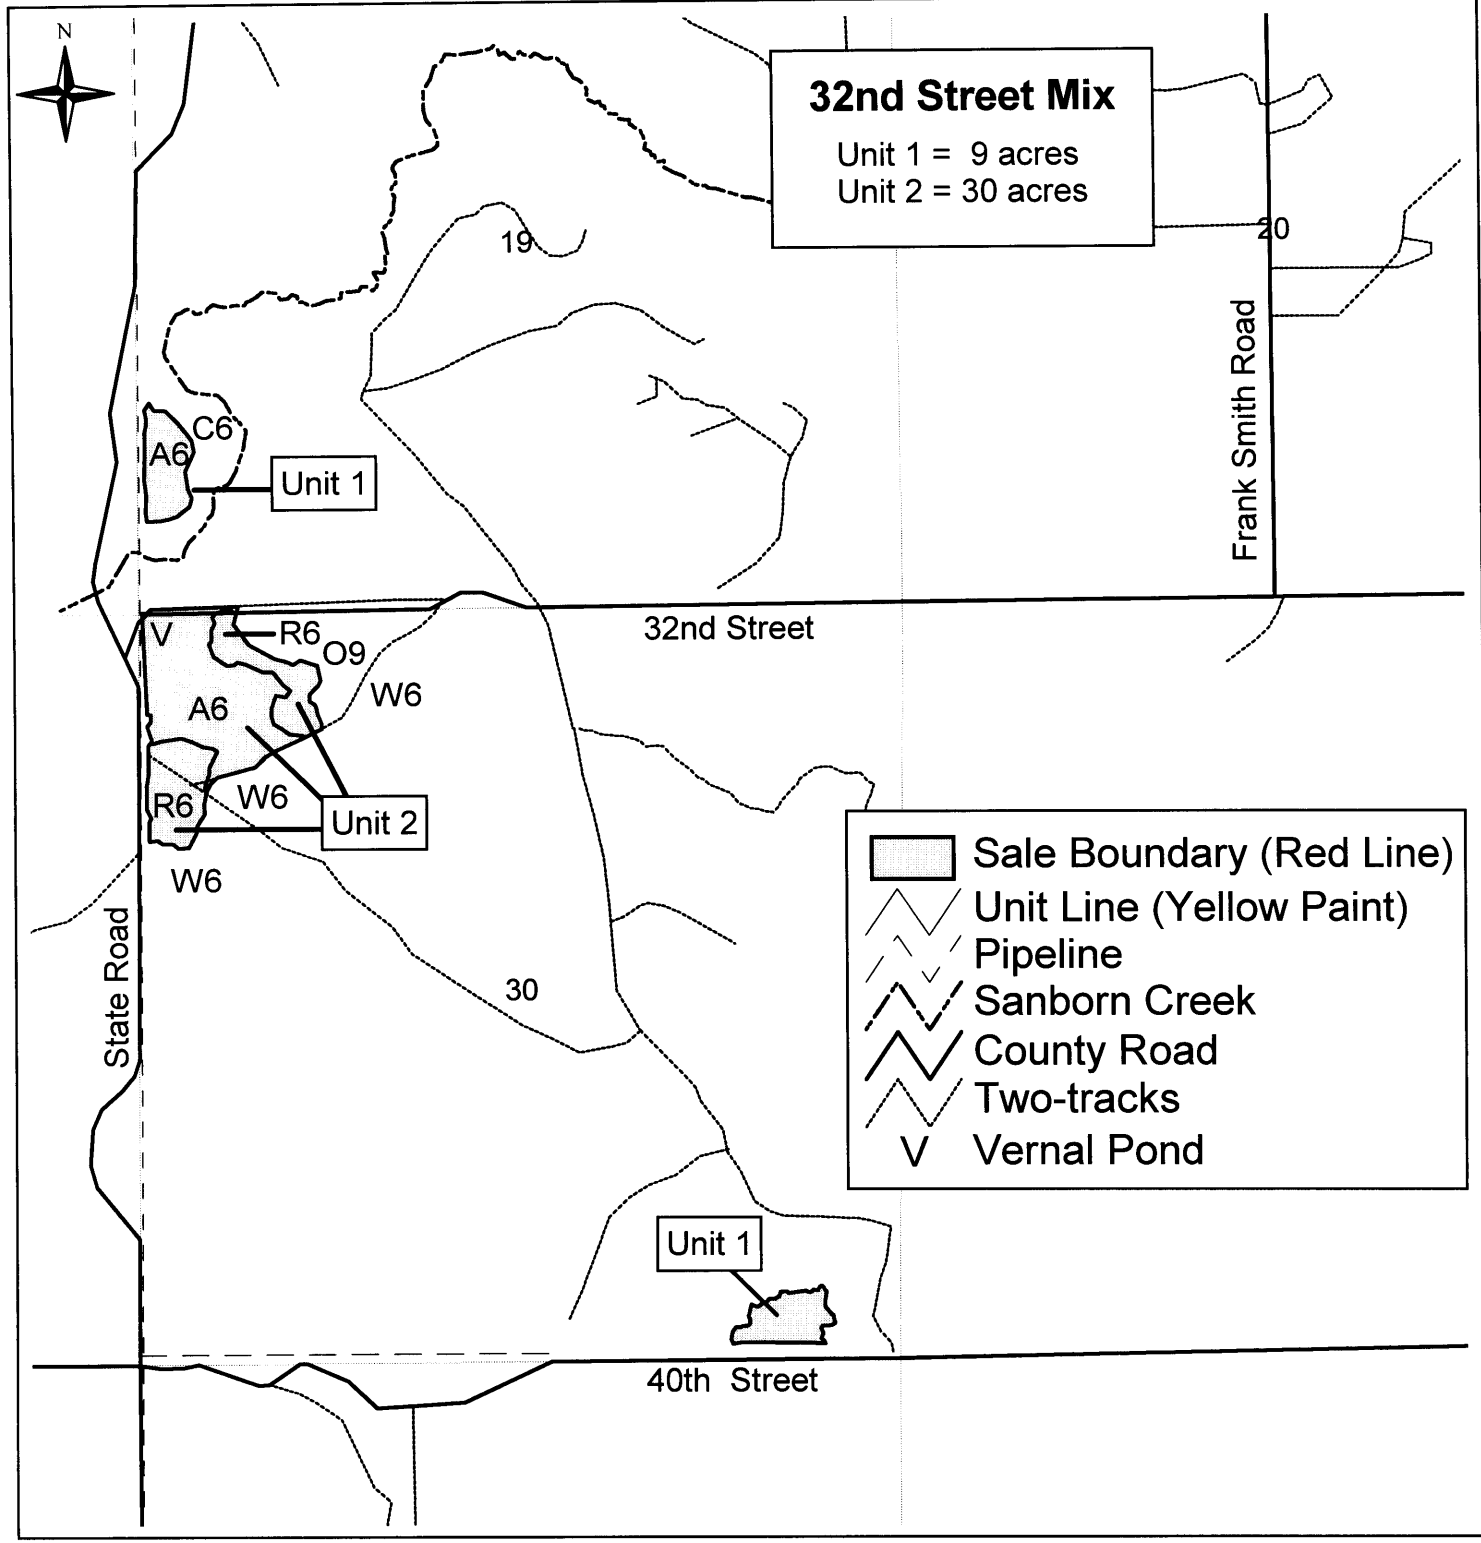 N
32nd Street Mix
Unit 1 = 9 acres
Unit 2 = 30 acres
19
20
Frank Smith Road
C6
A6
Unit 1
V
R6
O9
32nd Street
W6
A6
R6
W6
Unit 2
W6
State Road
30
Sale Boundary (Red Line)
Unit Line (Yellow Paint)
Pipeline
Sanborn Creek
County Road
Two-tracks
V Vernal Pond
Unit 1
40th Street